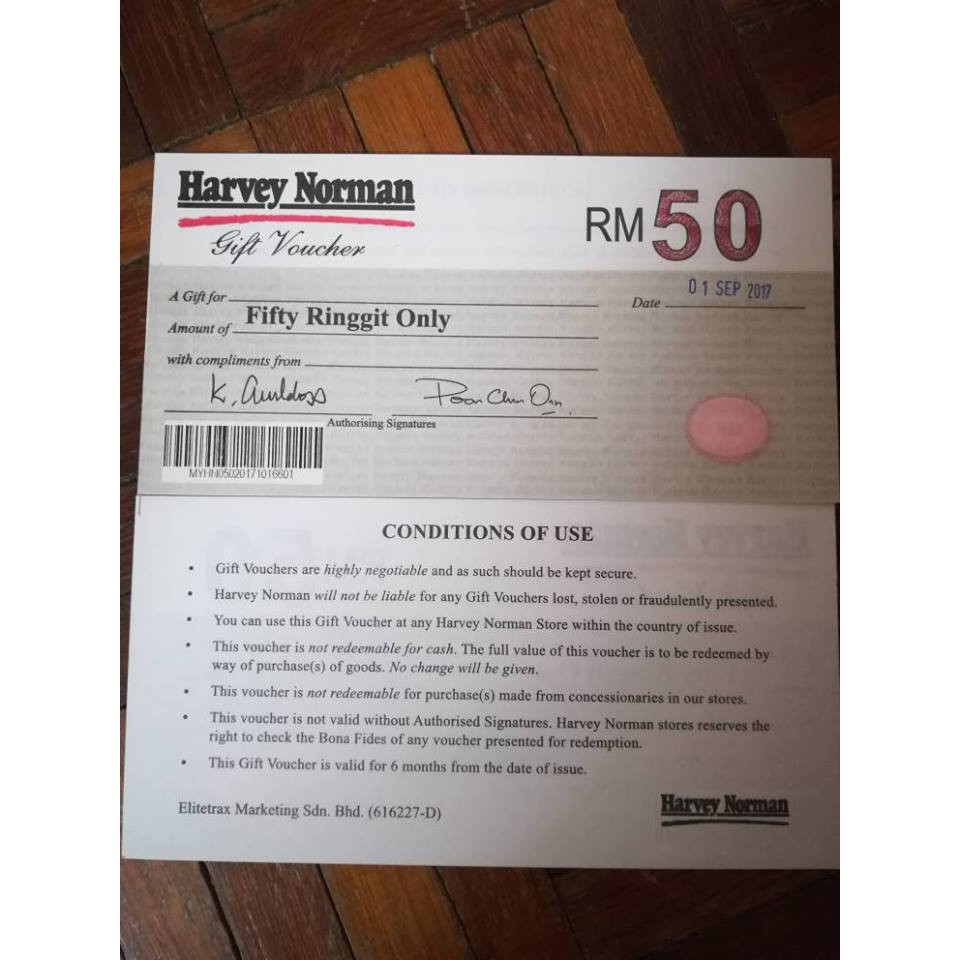 Harvey Norman
Gift Voucher
RM50
A Gift for
Date 01 SEP 2017
Amount of Fifty Ringgit Only
with compliments from
Authorising Signatures
MYHN05020171016601
CONDITIONS OF USE
• Gift Vouchers are highly negotiable and as such should be kept secure.
• Harvey Norman will not be liable for any Gift Vouchers lost, stolen or fraudulently presented.
• You can use this Gift Voucher at any Harvey Norman Store within the country of issue.
• This voucher is not redeemable for cash. The full value of this voucher is to be redeemed by
way of purchase(s) of goods. No change will be given.
• This voucher is not redeemable for purchase(s) made from concessionaries in our stores.
• This voucher is not valid without Authorised Signatures. Harvey Norman stores reserves the
right to check the Bona Fides of any voucher presented for redemption.
• This Gift Voucher is valid for 6 months from the date of issue.
Elitetrax Marketing Sdn. Bhd. (616227-D)
Harvey Norman